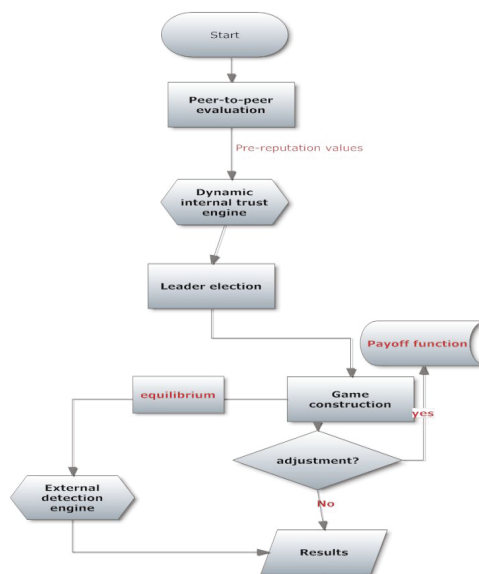 Start
Peer-to-peer
evaluation
Pre-reputation values
Dynamic
internal trust
engine
Leader election
Payoff function
equilibrium
Game
construction
yes
adjustment?
External
detection
engine
No
Results